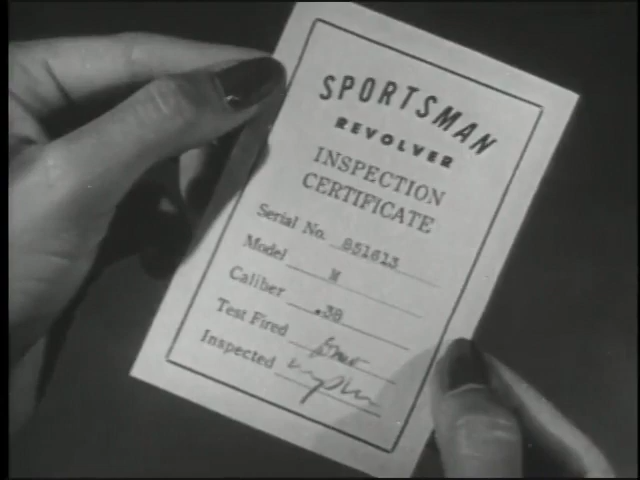 SPORTSMAN
REVOLVER
INSPECTION
CERTIFICATE
Serial No. 851613
Model M
Caliber .38
Test Fired
Inspected